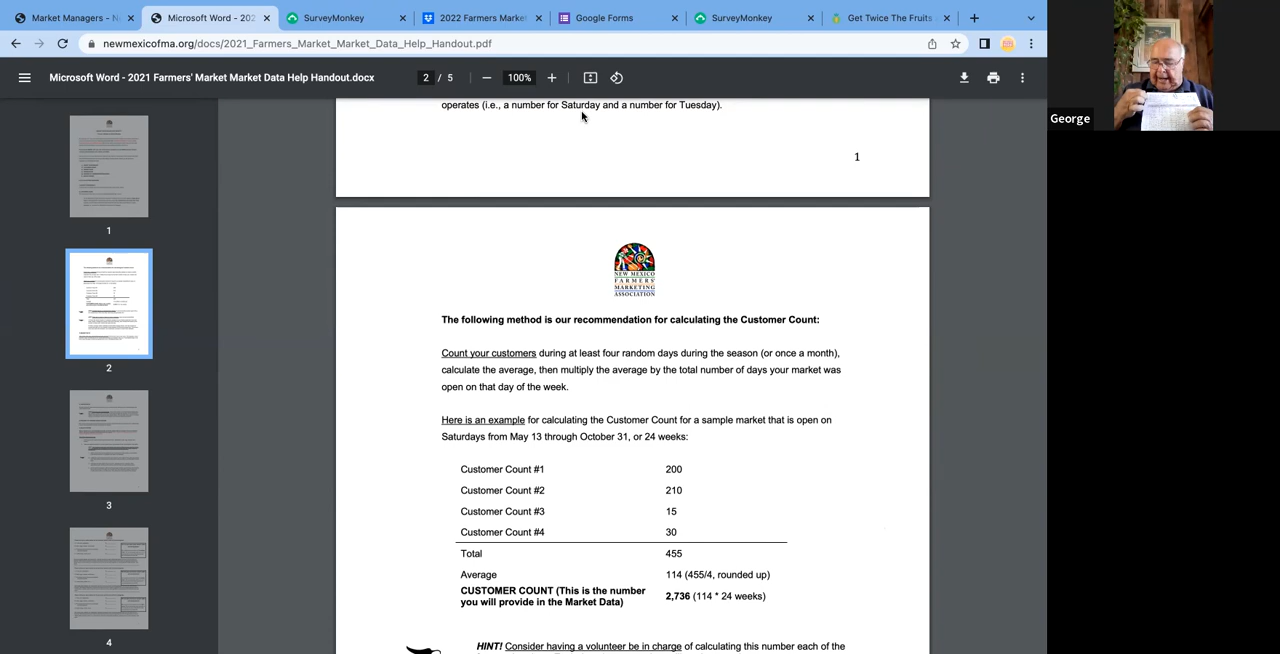 Market Managers - N
Microsoft Word - 202
SurveyMonkey
2022 Farmers Market
Google Forms
SurveyMonkey
Get Twice The Fruits
newmexicofma.org/docs/2021_Farmers_Market_Market_Data_Help_Handout.pdf
Microsoft Word - 2021 Farmers' Market Market Data Help Handout.docx
2 / 5
100%
George
operates (i.e., a number for Saturday and a number for Tuesday).
1
NEW MEXICO
FARMERS'
MARKETING
ASSOCIATION
The following method is our recommendation for calculating the Customer Count:
Count your customers during at least four random days during the season (or once a month),
calculate the average, then multiply the average by the total number of days your market was
open on that day of the week.
Here is an example for calculating the Customer Count for a sample market that is open on
Saturdays from May 13 through October 31, or 24 weeks:
Customer Count #1 200
Customer Count #2 210
Customer Count #3 15
Customer Count #4 30
Total 455
Average 114 (455/4, rounded up)
CUSTOMER COUNT (This is the number
you will provide in the Market Data) 2,736 (114 * 24 weeks)
HINT! Consider having a volunteer be in charge of calculating this number each of the
1
2
3
4